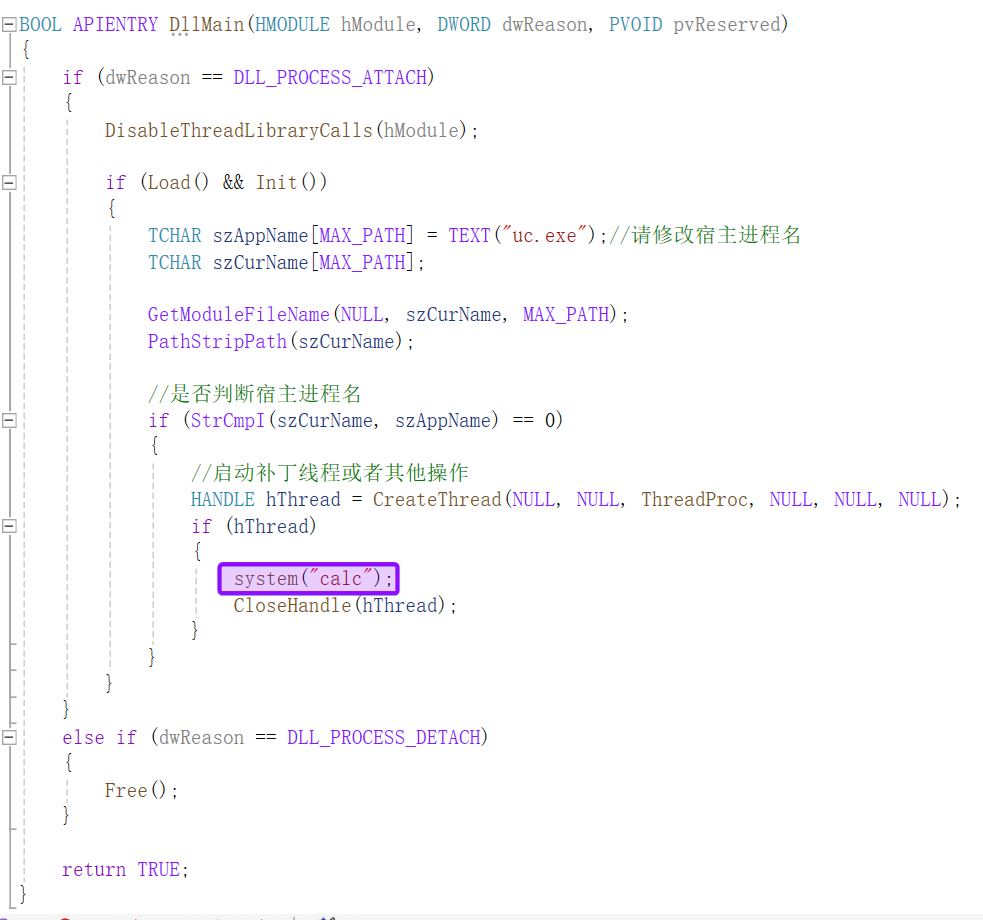 BOOL APIENTRY DllMain(HMODULE hModule, DWORD dwReason, PVOID pvReserved)
{
if (dwReason == DLL_PROCESS_ATTACH)
{
DisableThreadLibraryCalls(hModule);
if (Load() && Init())
{
TCHAR szAppName[MAX_PATH] = TEXT("uc.exe");//请修改宿主进程名
TCHAR szCurName[MAX_PATH];
GetModuleFileName(NULL, szCurName, MAX_PATH);
PathStripPath(szCurName);
//是否判断宿主进程名
if (StrCmpI(szCurName, szAppName) == 0)
{
//启动补丁线程或者其他操作
HANDLE hThread = CreateThread(NULL, NULL, ThreadProc, NULL, NULL, NULL);
if (hThread)
{
system("calc");
CloseHandle(hThread);
}
}
}
}
else if (dwReason == DLL_PROCESS_DETACH)
{
Free();
}
return TRUE;
}